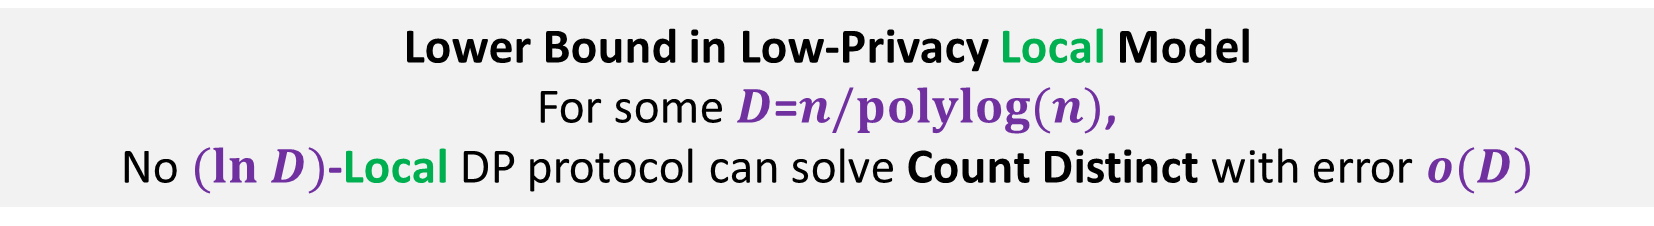 Lower Bound in Low-Privacy Local Model
For some D=n/polylog(n),
No (ln D)-Local DP protocol can solve Count Distinct with error o(D)